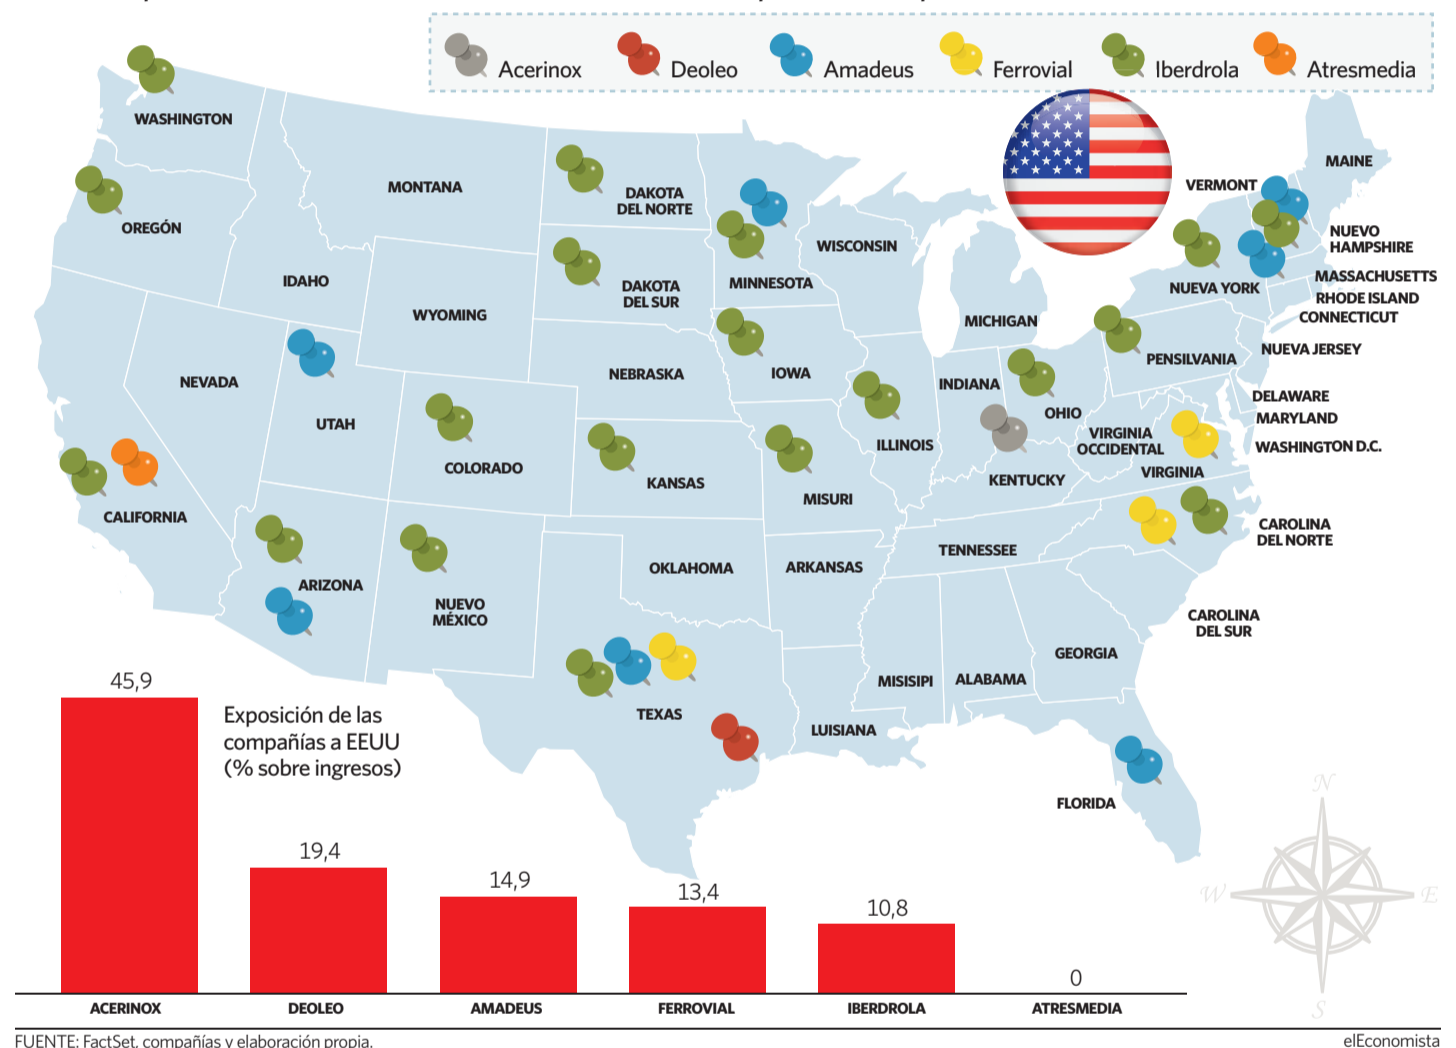 Acerinox
Deoleo
Amadeus
Ferrovial
Iberdrola
Atresmedia
WASHINGTON
OREGÓN
MONTANA
IDAHO
WYOMING
NEVADA
UTAH
COLORADO
CALIFORNIA
ARIZONA
NUEVO
MÉXICO
DAKOTA
DEL NORTE
DAKOTA
DEL SUR
NEBRASKA
KANSAS
OKLAHOMA
TEXAS
MINNESOTA
IOWA
MISURI
ARKANSAS
LUISIANA
WISCONSIN
ILLINOIS
MICHIGAN
INDIANA
OHIO
KENTUCKY
TENNESSEE
MISISIPI
ALABAMA
GEORGIA
FLORIDA
CAROLINA
DEL SUR
CAROLINA
DEL NORTE
VIRGINIA
VIRGINIA
OCCIDENTAL
WASHINGTON D.C.
MARYLAND
DELAWARE
NUEVA JERSEY
PENSILVANIA
NUEVA YORK
CONNECTICUT
RHODE ISLAND
MASSACHUSETTS
NUEVO
HAMPSHIRE
VERMONT
MAINE
N
W
E
S
Exposición de las
compañías a EEUU
(% sobre ingresos)
45,9
19,4
14,9
13,4
10,8
0
ACERINOX
DEOLEO
AMADEUS
FERROVIAL
IBERDROLA
ATRESMEDIA
FUENTE: FactSet, compañías y elaboración propia.
elEconomista